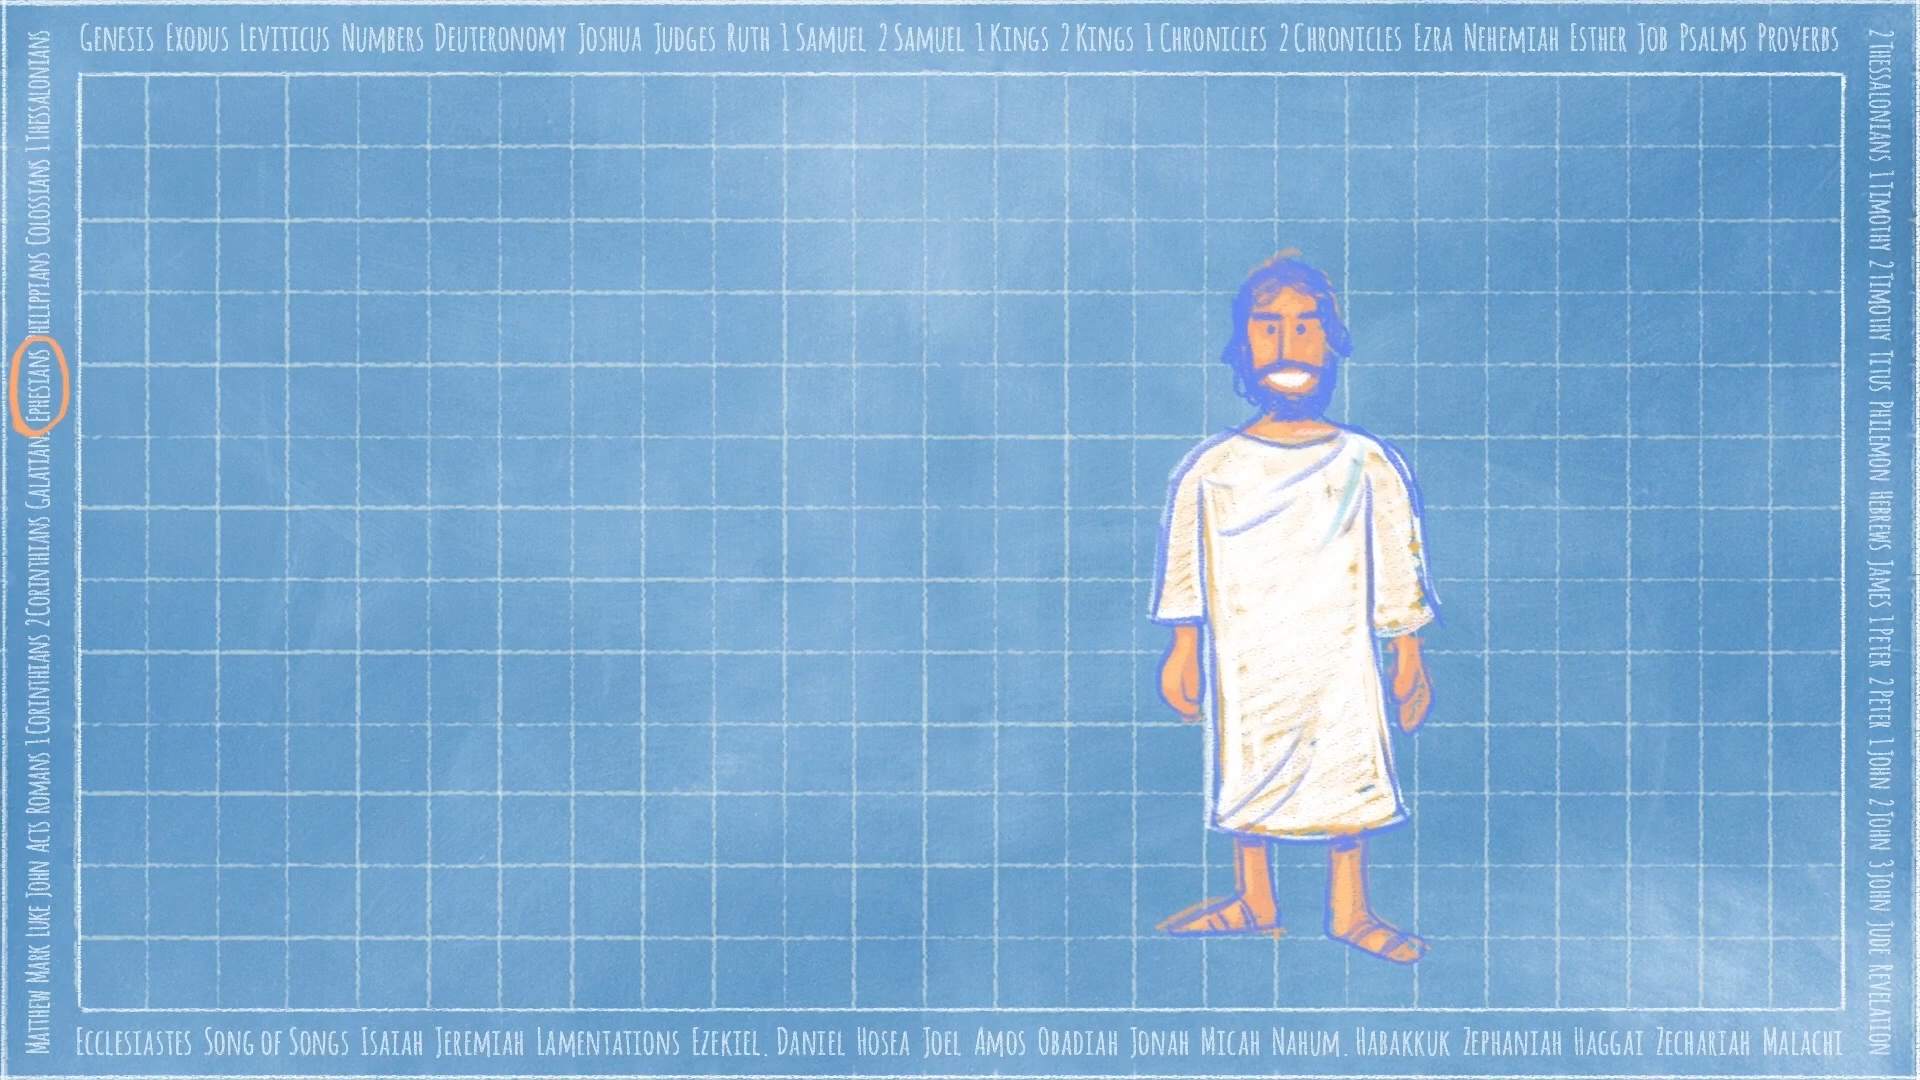 Genesis Exodus Leviticus Numbers Deuteronomy Joshua Judges Ruth 1 Samuel 2 Samuel 1 Kings 2 Kings 1 Chronicles 2 Chronicles Ezra Nehemiah Esther Job Psalms Proverbs
Ecclesiastes Song of Songs Isaiah Jeremiah Lamentations Ezekiel. Daniel Hosea Joel Amos Obadiah Jonah Micah Nahum. Habakkuk Zephaniah Haggai Zechariah Malachi
Matthew Mark Luke John Acts Romans 1 Corinthians 2 Corinthians Galatians Ephesians Philippians Colossians 1 Thessalonians
2 Thessalonians 1 Timothy 2 Timothy Titus Philemon Hebrews James 1 Peter 2 Peter 1 John 2 John 3 John Jude Revelation